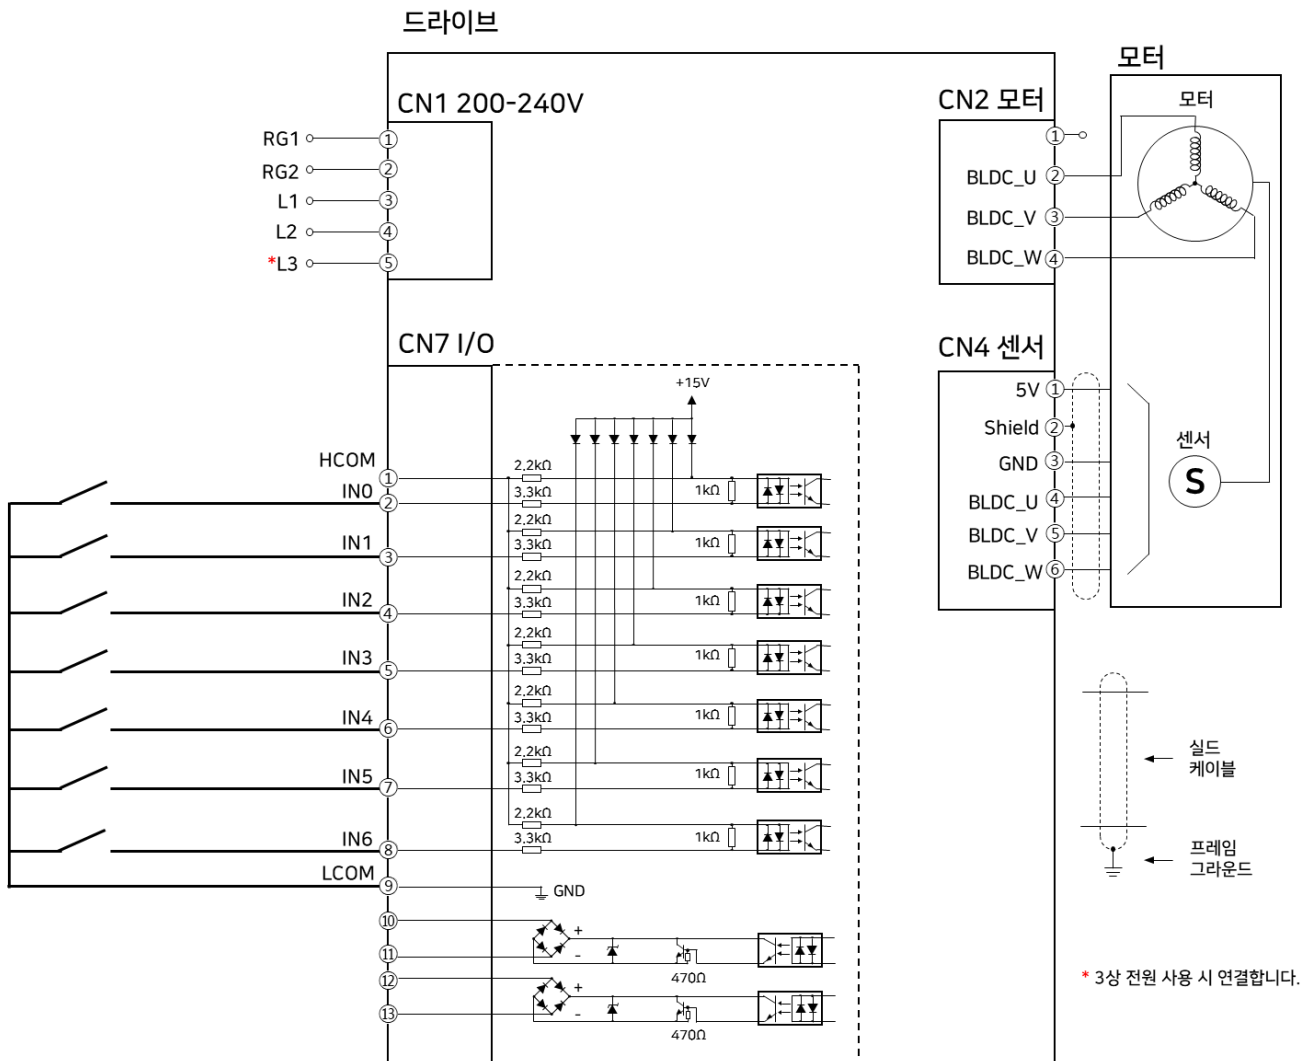 드라이브
모터
CN1 200-240V
RG1 ①
RG2 ②
L1 ③
L2 ④
*L3 ⑤
CN2 모터
①
BLDC_U ②
BLDC_V ③
BLDC_W ④
모터
CN7 I/O
+15V
HCOM ① 2.2kΩ
IN0 ② 3.3kΩ 1kΩ
2.2kΩ
IN1 ③ 3.3kΩ 1kΩ
2.2kΩ
IN2 ④ 3.3kΩ 1kΩ
2.2kΩ
IN3 ⑤ 3.3kΩ 1kΩ
2.2kΩ
IN4 ⑥ 3.3kΩ 1kΩ
2.2kΩ
IN5 ⑦ 3.3kΩ 1kΩ
2.2kΩ
IN6 ⑧ 3.3kΩ 1kΩ
LCOM ⑨ GND
⑩ +
⑪ -
470Ω
⑫ +
⑬ -
470Ω
CN4 센서
5V ①
Shield ②
GND ③
BLDC_U ④
BLDC_V ⑤
BLDC_W ⑥
센서
S
실드
케이블
프레임
그라운드
* 3상 전원 사용 시 연결합니다.